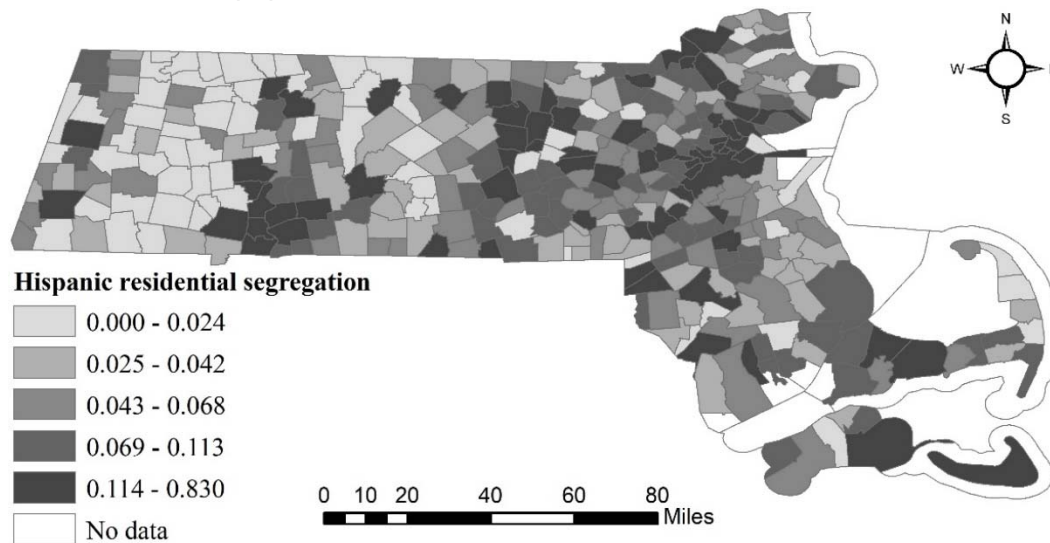 N
W
S
Hispanic residential segregation
0.000 - 0.024
0.025 - 0.042
0.043 - 0.068
0.069 - 0.113
0.114 - 0.830
No data
0 10 20 40 60 80
Miles